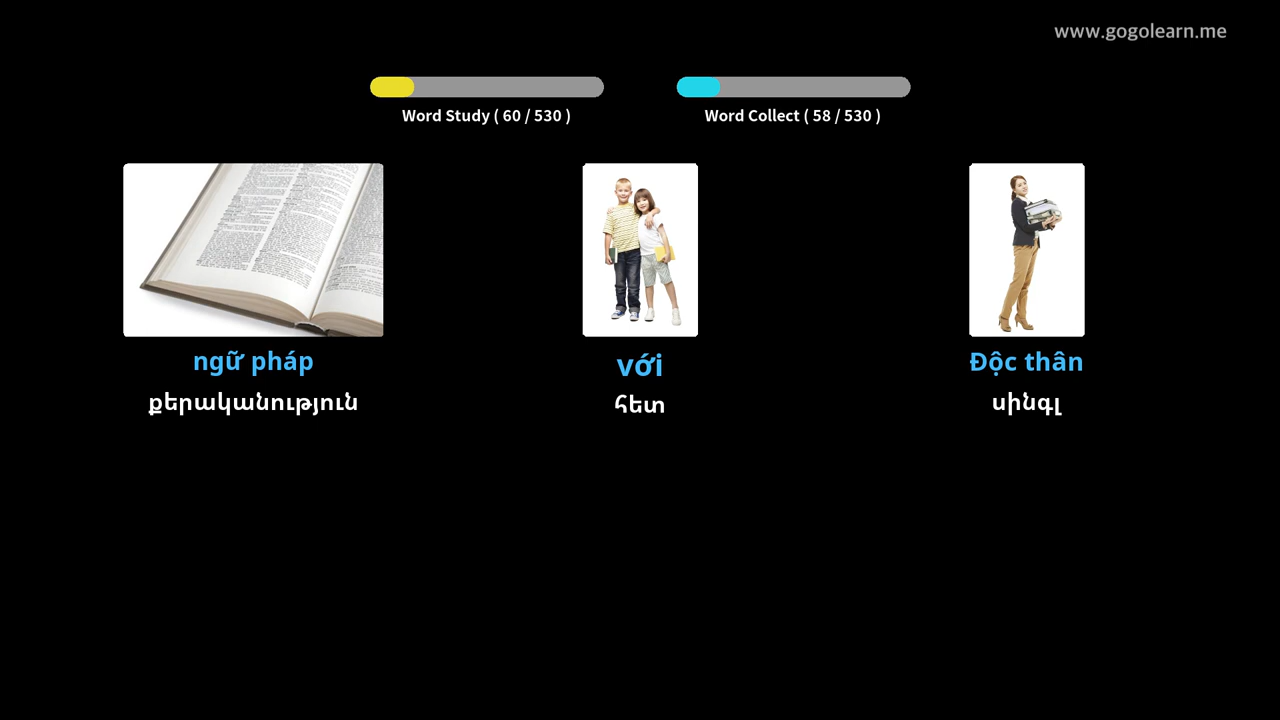 www.gogolearn.me
Word Study ( 60 / 530 )
Word Collect ( 58 / 530 )
ngữ pháp
քերականություն
với
հետ
Độc thân
սինգլ